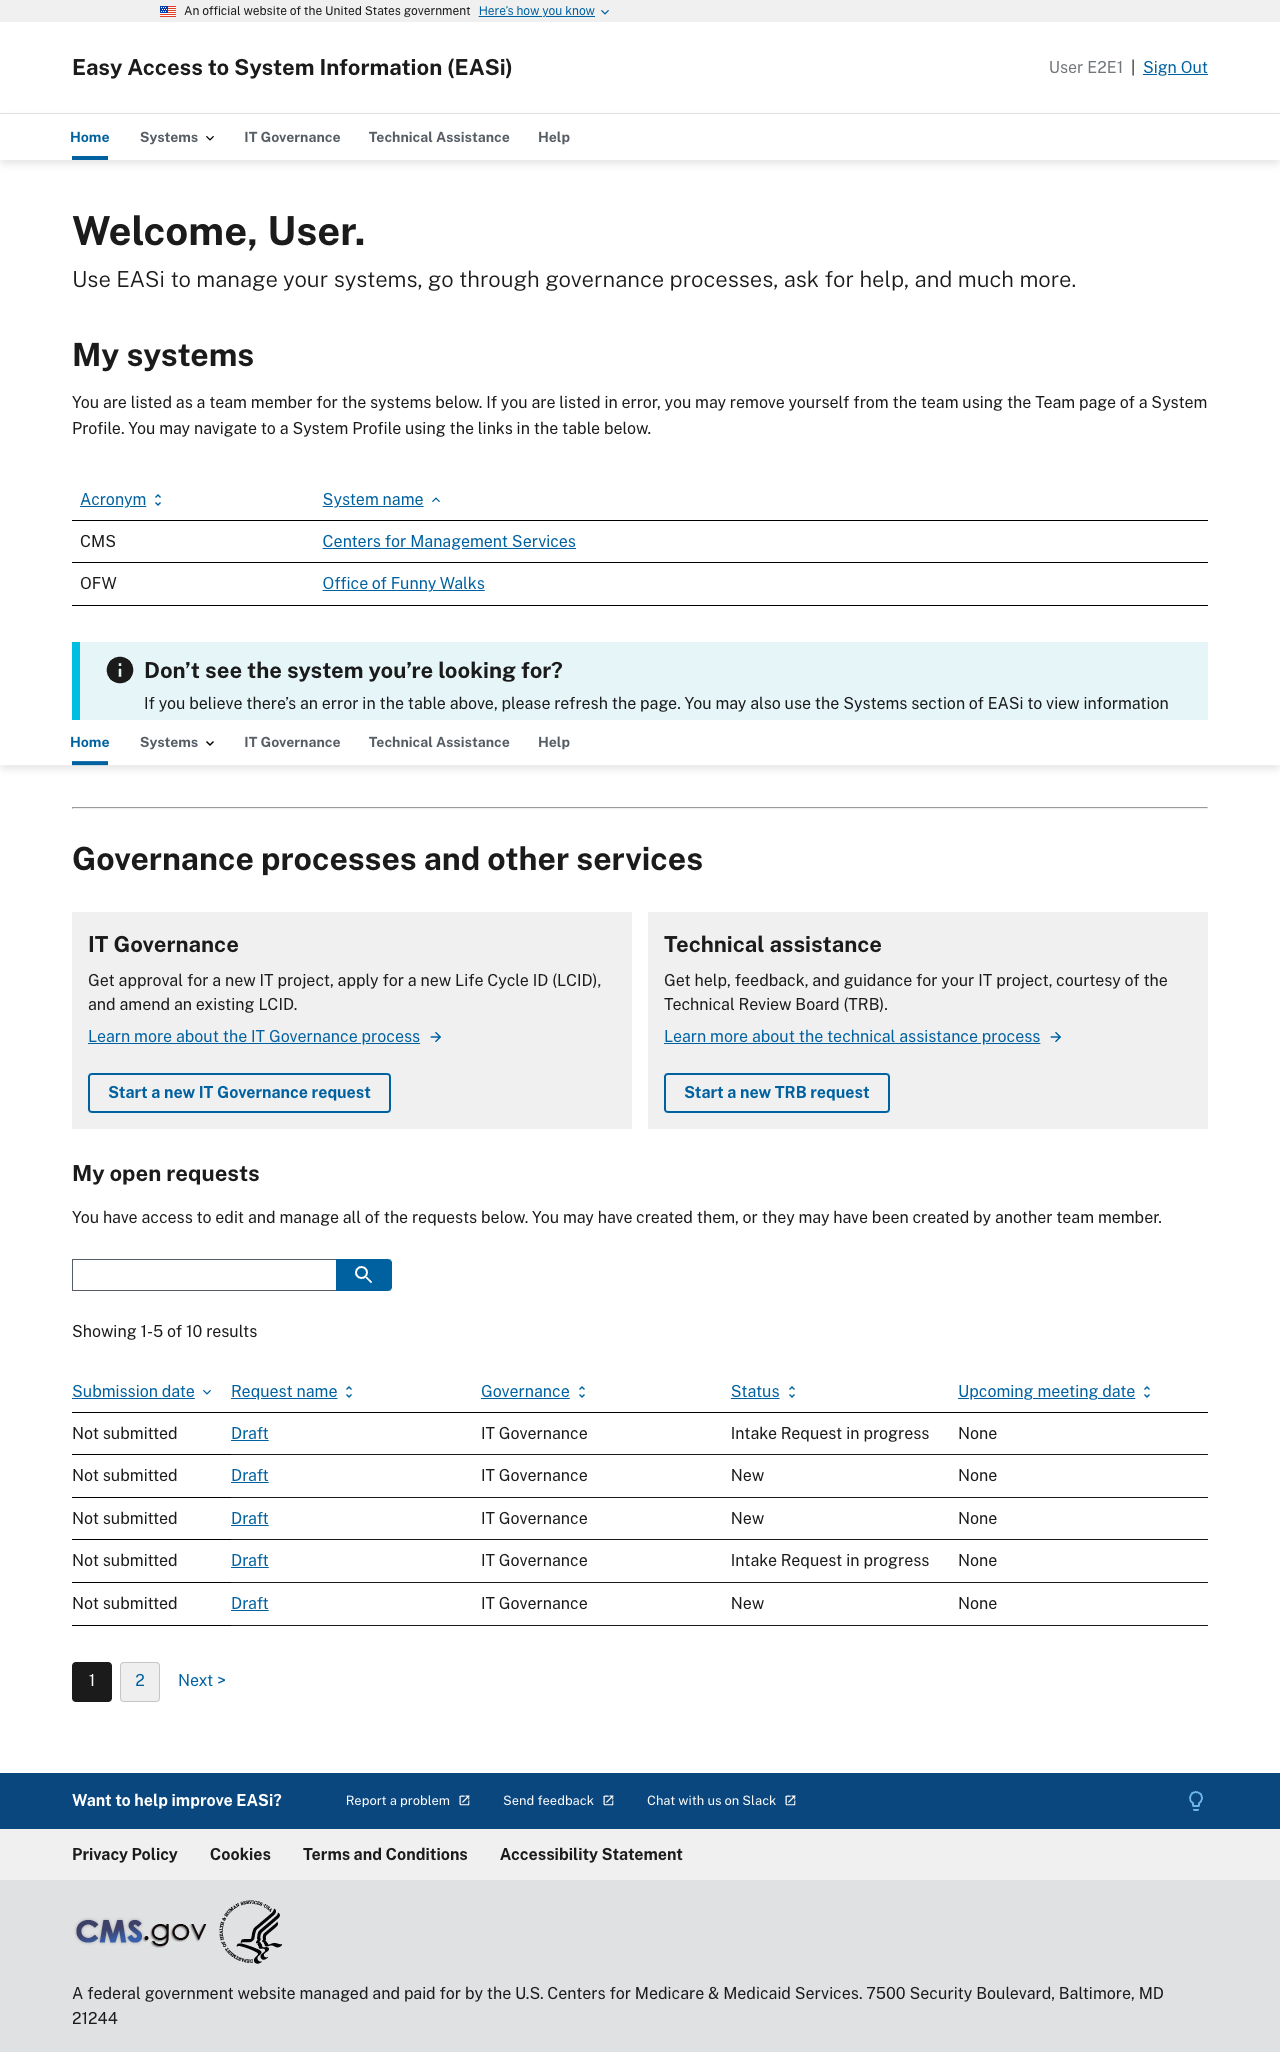 An official website of the United States government Here's how you know
Easy Access to System Information (EASi)
User E2E1 | Sign Out
Home Systems IT Governance Technical Assistance Help
Welcome, User.
Use EASi to manage your systems, go through governance processes, ask for help, and much more.
My systems
You are listed as a team member for the systems below. If you are listed in error, you may remove yourself from the team using the Team page of a System
Profile. You may navigate to a System Profile using the links in the table below.
Acronym System name
CMS Centers for Management Services
OFW Office of Funny Walks
Don’t see the system you’re looking for?
If you believe there’s an error in the table above, please refresh the page. You may also use the Systems section of EASi to view information
Home Systems IT Governance Technical Assistance Help
Governance processes and other services
IT Governance
Get approval for a new IT project, apply for a new Life Cycle ID (LCID),
and amend an existing LCID.
Learn more about the IT Governance process
Start a new IT Governance request
Technical assistance
Get help, feedback, and guidance for your IT project, courtesy of the
Technical Review Board (TRB).
Learn more about the technical assistance process
Start a new TRB request
My open requests
You have access to edit and manage all of the requests below. You may have created them, or they may have been created by another team member.
Showing 1-5 of 10 results
Submission date Request name Governance Status Upcoming meeting date
Not submitted Draft IT Governance Intake Request in progress None
Not submitted Draft IT Governance New None
Not submitted Draft IT Governance New None
Not submitted Draft IT Governance Intake Request in progress None
Not submitted Draft IT Governance New None
1 2 Next >
Want to help improve EASi? Report a problem Send feedback Chat with us on Slack
Privacy Policy Cookies Terms and Conditions Accessibility Statement
CMS.gov
A federal government website managed and paid for by the U.S. Centers for Medicare & Medicaid Services. 7500 Security Boulevard, Baltimore, MD
21244